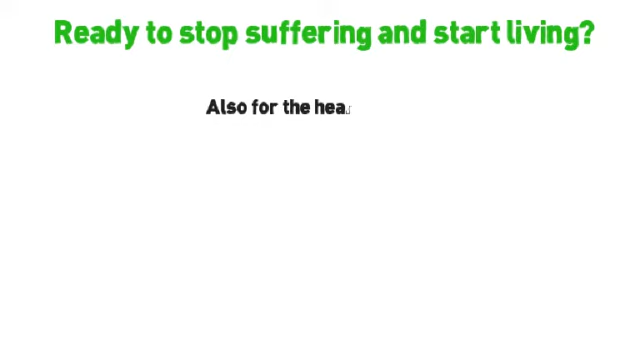 Ready to stop suffering and start living?
Also for the hea